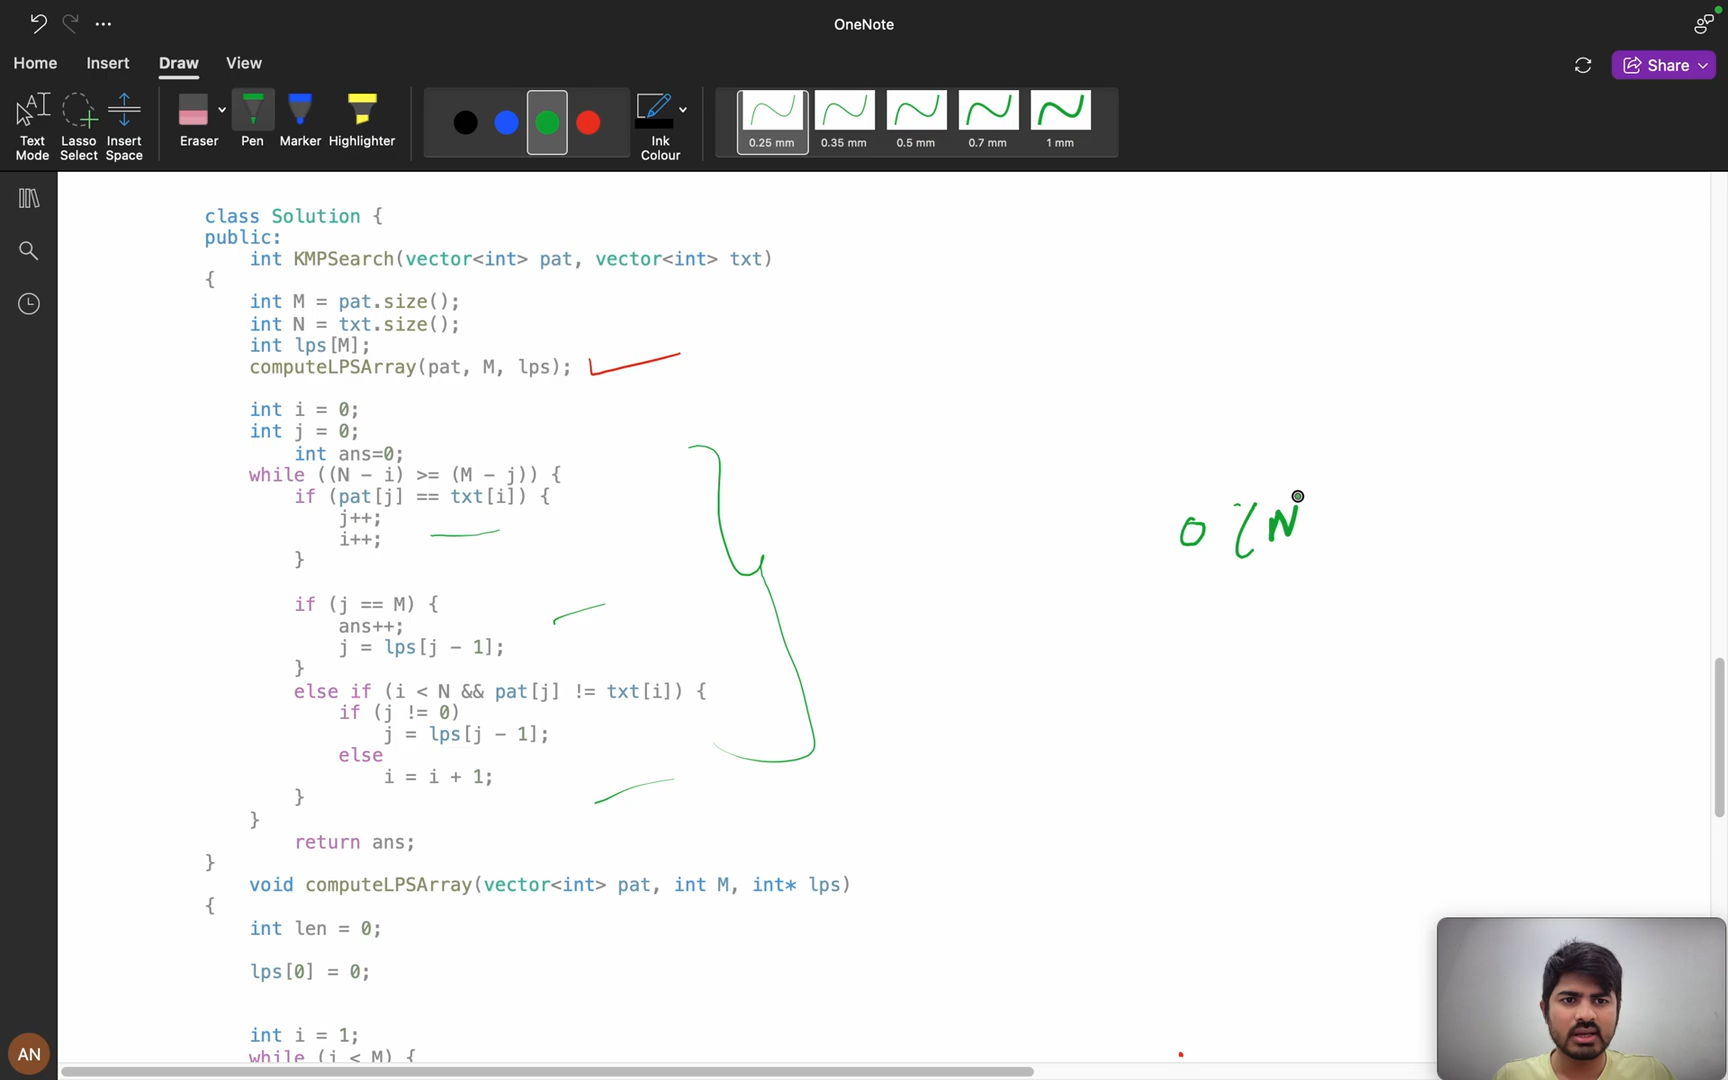 OneNote
Home Insert Draw View
Share
Text Mode
Lasso Select
Insert Space
Eraser
Pen
Marker
Highlighter
Ink Colour
0.25 mm
0.35 mm
0.5 mm
0.7 mm
1 mm
class Solution {
public:
int KMPSearch(vector<int> pat, vector<int> txt)
{
int M = pat.size();
int N = txt.size();
int lps[M];
computeLPSArray(pat, M, lps);
int i = 0;
int j = 0;
int ans=0;
while ((N - i) >= (M - j)) {
if (pat[j] == txt[i]) {
j++;
i++;
}
if (j == M) {
ans++;
j = lps[j - 1];
}
else if (i < N && pat[j] != txt[i]) {
if (j != 0)
j = lps[j - 1];
else
i = i + 1;
}
}
return ans;
}
void computeLPSArray(vector<int> pat, int M, int* lps)
{
int len = 0;
lps[0] = 0;
int i = 1;
while (i < M) {
O (N
AN